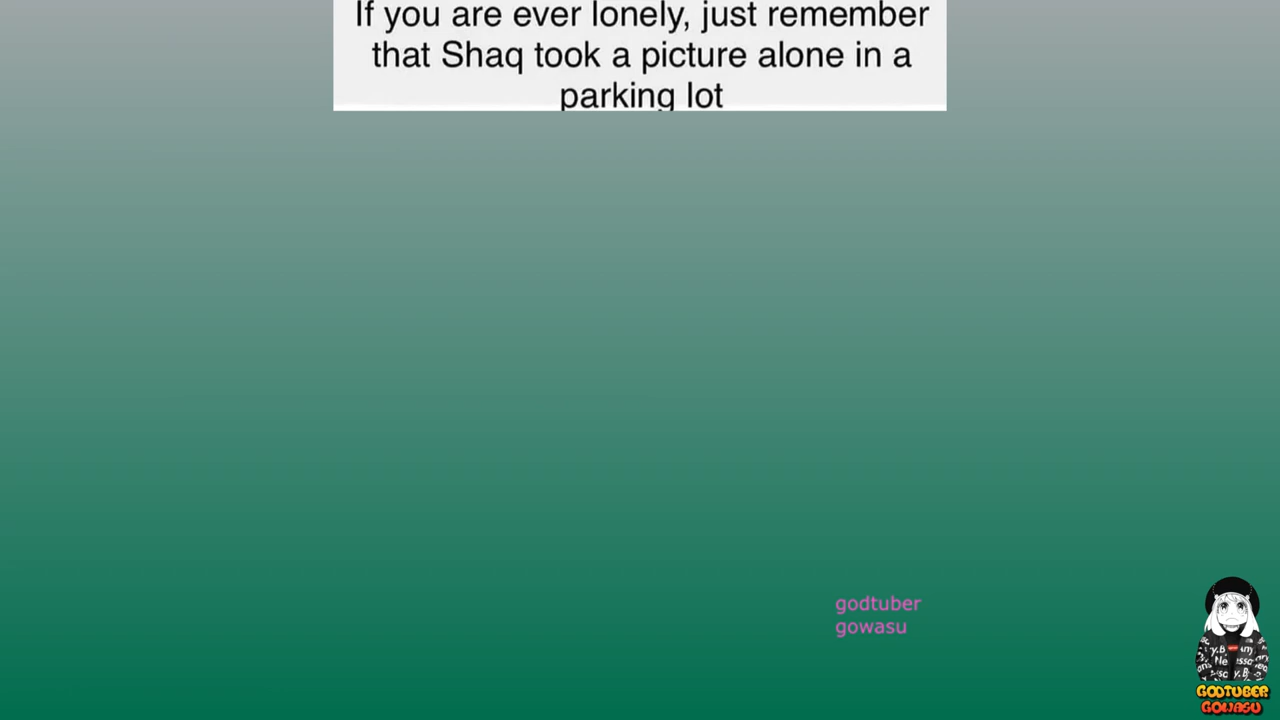 If you are ever lonely, just remember
that Shaq took a picture alone in a
parking lot
godtuber
gowasu
GODTUBER
GOWASU